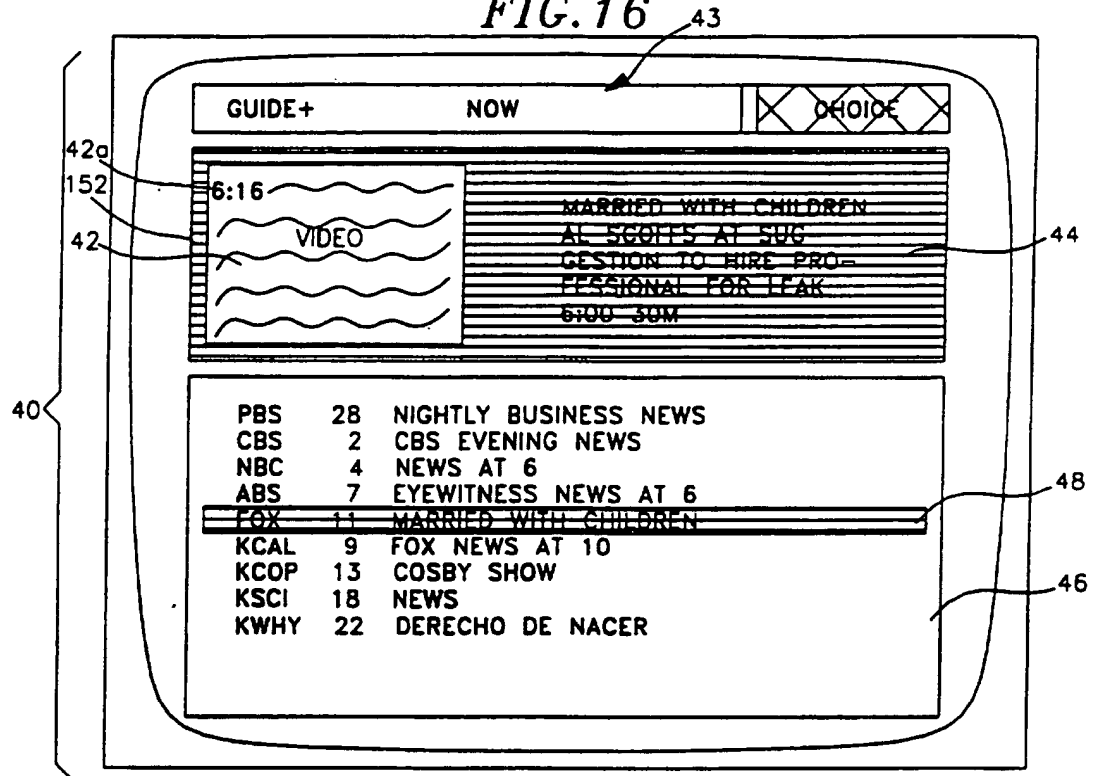 FIG. 16
43
GUIDE+ NOW CHOICE
42a
6:16
152
VIDEO
42
MARRIED WITH CHILDREN
AL SCOFFS AT SUG-
GESTION TO HIRE PRO-
FESSIONAL FOR LEAK
6:00 30M
44
40
PBS 28 NIGHTLY BUSINESS NEWS
CBS 2 CBS EVENING NEWS
NBC 4 NEWS AT 6
ABS 7 EYEWITNESS NEWS AT 6
FOX 11 MARRIED WITH CHILDREN
48
KCAL 9 FOX NEWS AT 10
KCOP 13 COSBY SHOW
KSCI 18 NEWS
KWHY 22 DERECHO DE NACER
46